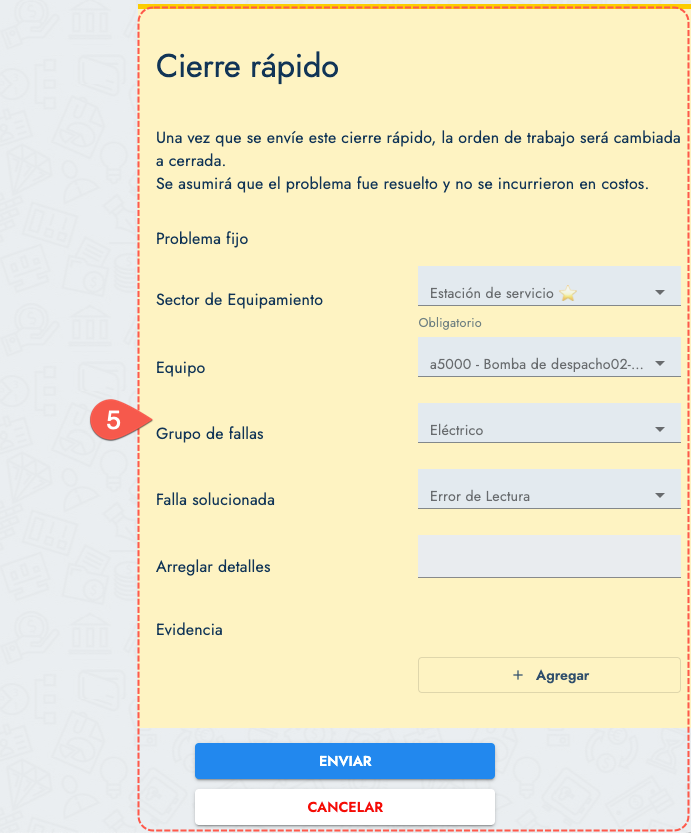 Cierre rápido
Una vez que se envíe este cierre rápido, la orden de trabajo será cambiada
a cerrada.
Se asumirá que el problema fue resuelto y no se incurrieron en costos.
Problema fijo
Sector de Equipamiento
Estación de servicio ⭐
Obligatorio
Equipo
a5000 - Bomba de despacho02-...
5
Grupo de fallas
Eléctrico
Falla solucionada
Error de Lectura
Arreglar detalles
Evidencia
+ Agregar
ENVIAR
CANCELAR